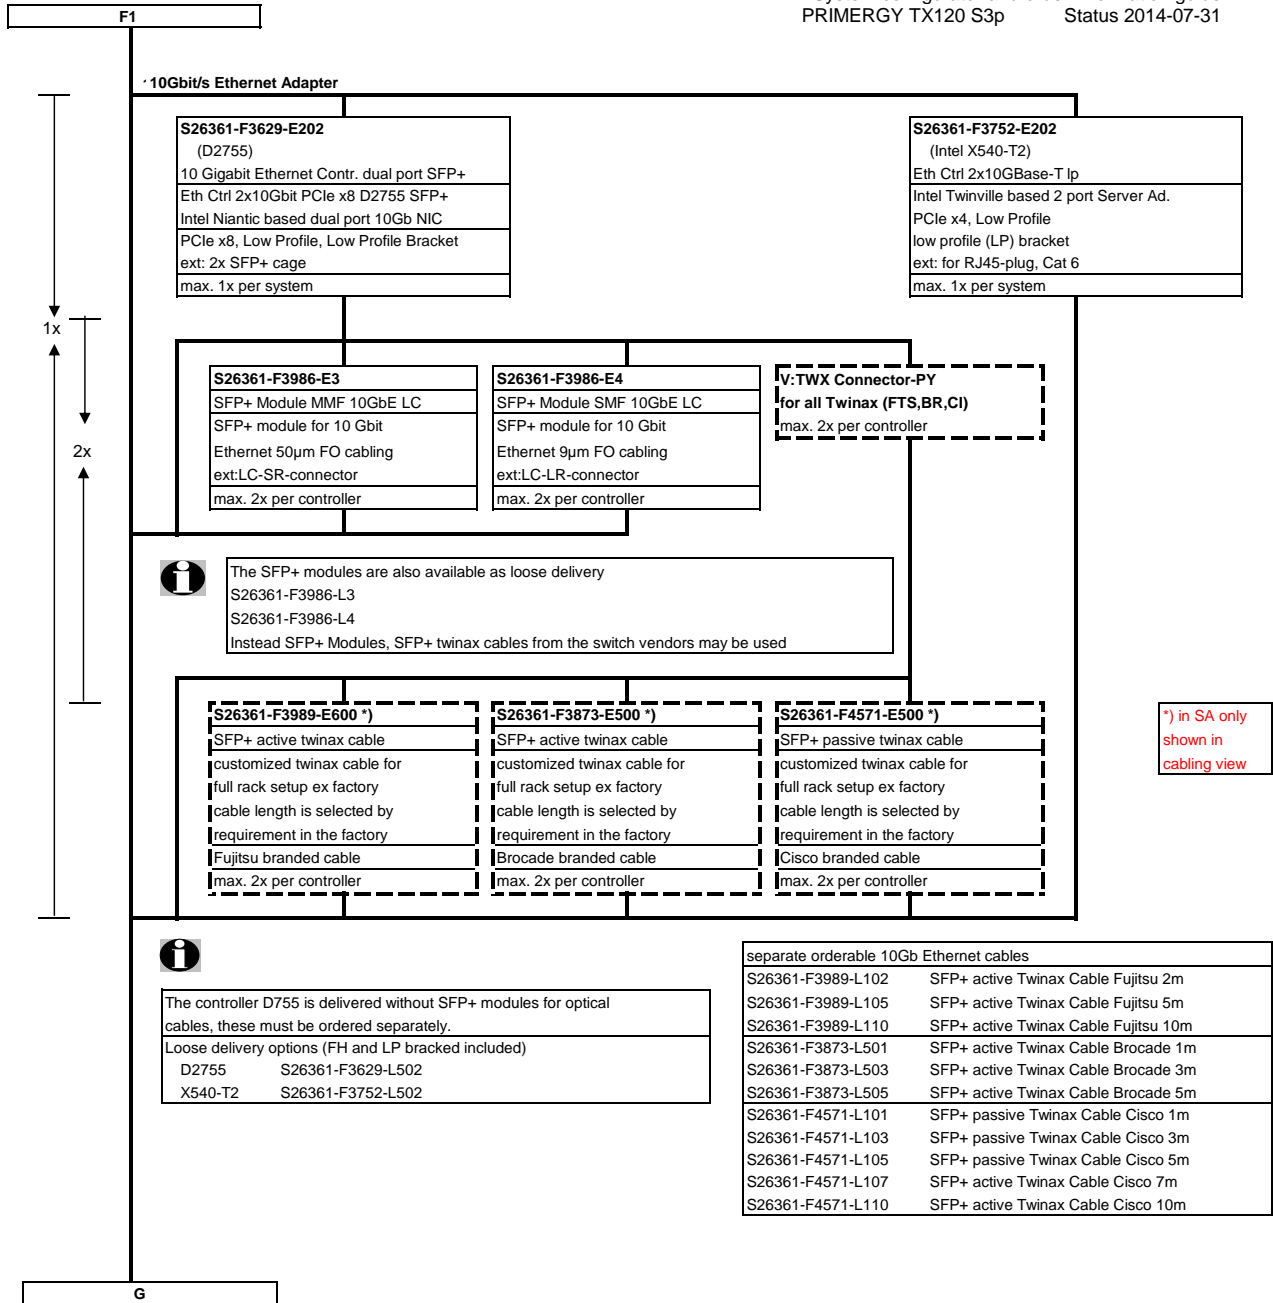 F1
PRIMERGY TX120 S3p Status 2014-07-31
10Gbit/s Ethernet Adapter
S26361-F3629-E202
(D2755)
10 Gigabit Ethernet Contr. dual port SFP+
Eth Ctrl 2x10Gbit PCIe x8 D2755 SFP+
Intel Niantic based dual port 10Gb NIC
PCIe x8, Low Profile, Low Profile Bracket
ext: 2x SFP+ cage
max. 1x per system
S26361-F3752-E202
(Intel X540-T2)
Eth Ctrl 2x10GBase-T lp
Intel Twinville based 2 port Server Ad.
PCIe x4, Low Profile
low profile (LP) bracket
ext: for RJ45-plug, Cat 6
max. 1x per system
1x
2x
S26361-F3986-E3
SFP+ Module MMF 10GbE LC
SFP+ module for 10 Gbit
Ethernet 50µm FO cabling
ext:LC-SR-connector
max. 2x per controller
S26361-F3986-E4
SFP+ Module SMF 10GbE LC
SFP+ module for 10 Gbit
Ethernet 9µm FO cabling
ext:LC-LR-connector
max. 2x per controller
V:TWX Connector-PY
for all Twinax (FTS,BR,CI)
max. 2x per controller
The SFP+ modules are also available as loose delivery
S26361-F3986-L3
S26361-F3986-L4
Instead SFP+ Modules, SFP+ twinax cables from the switch vendors may be used
S26361-F3989-E600 *)
SFP+ active twinax cable
customized twinax cable for
full rack setup ex factory
cable length is selected by
requirement in the factory
Fujitsu branded cable
max. 2x per controller
S26361-F3873-E500 *)
SFP+ active twinax cable
customized twinax cable for
full rack setup ex factory
cable length is selected by
requirement in the factory
Brocade branded cable
max. 2x per controller
S26361-F4571-E500 *)
SFP+ passive twinax cable
customized twinax cable for
full rack setup ex factory
cable length is selected by
requirement in the factory
Cisco branded cable
max. 2x per controller
*) in SA only
shown in
cabling view
The controller D755 is delivered without SFP+ modules for optical
cables, these must be ordered separately.
Loose delivery options (FH and LP bracked included)
D2755 S26361-F3629-L502
X540-T2 S26361-F3752-L502
separate orderable 10Gb Ethernet cables
S26361-F3989-L102 SFP+ active Twinax Cable Fujitsu 2m
S26361-F3989-L105 SFP+ active Twinax Cable Fujitsu 5m
S26361-F3989-L110 SFP+ active Twinax Cable Fujitsu 10m
S26361-F3873-L501 SFP+ active Twinax Cable Brocade 1m
S26361-F3873-L503 SFP+ active Twinax Cable Brocade 3m
S26361-F3873-L505 SFP+ active Twinax Cable Brocade 5m
S26361-F4571-L101 SFP+ passive Twinax Cable Cisco 1m
S26361-F4571-L103 SFP+ passive Twinax Cable Cisco 3m
S26361-F4571-L105 SFP+ passive Twinax Cable Cisco 5m
S26361-F4571-L107 SFP+ active Twinax Cable Cisco 7m
S26361-F4571-L110 SFP+ active Twinax Cable Cisco 10m
G